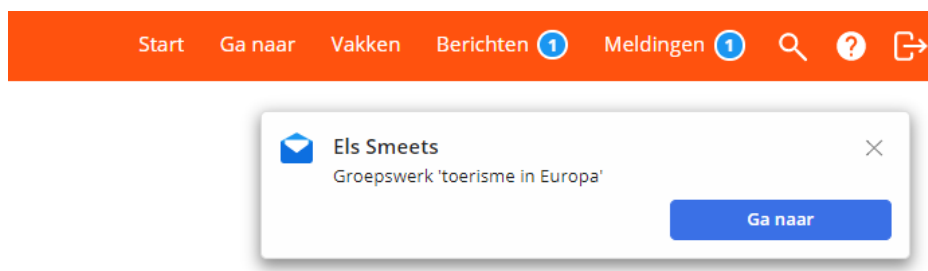 Start Ga naar Vakken Berichten 1 Meldingen 1 ?
Els Smeets
Groepswerk 'toerisme in Europa'
Ga naar